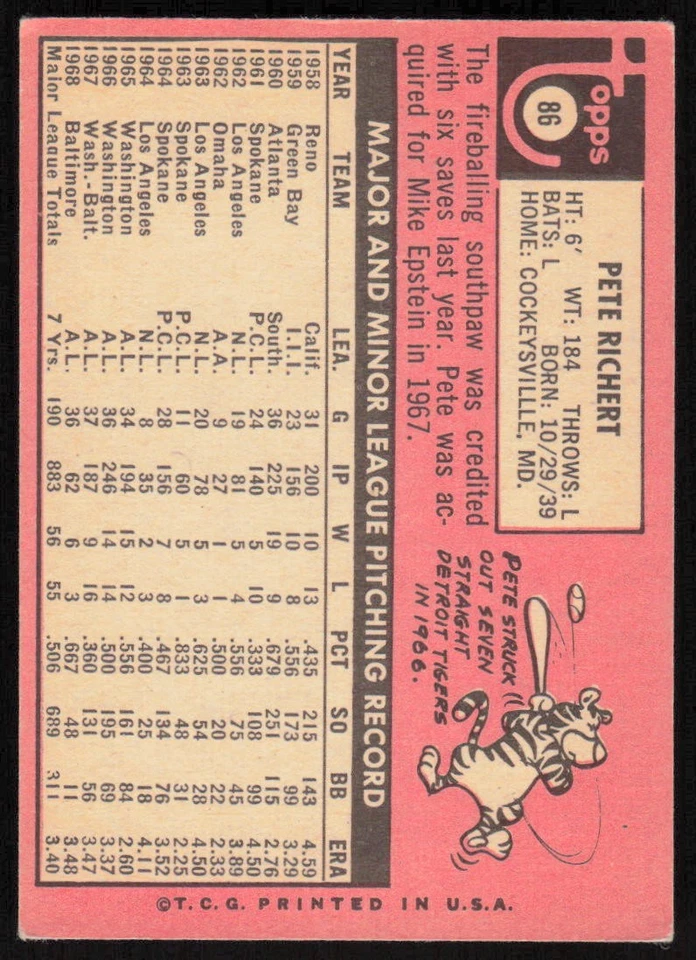 Topps
86
PETE RICHERT
HT: 6' WT: 184 THROWS: L
BATS: L BORN: 10/29/39
HOME: COCKEYSVILLE, MD.
The fireballing southpaw was credited
with six saves last year. Pete was ac-
quired for Mike Epstein in 1967.
PETE STRUCK
OUT SEVEN
STRAIGHT
DETROIT TIGERS
IN 1966.
MAJOR AND MINOR LEAGUE PITCHING RECORD
YEAR TEAM LEA. G IP W L PCT SO BB ERA
1958 Reno Calif. 31 200 10 13 .435 215 143 4.59
1959 Green Bay I.I.I. 23 156 10 8 .556 173 99 3.29
1960 Atlanta South. 36 225 19 9 .679 251 115 2.76
1961 Spokane P.C.L. 24 140 5 10 .333 108 99 4.50
1962 Los Angeles N.L. 19 81 5 4 .556 75 45 3.89
1962 Omaha A.A. 9 27 1 1 .500 20 22 2.33
1963 Los Angeles N.L. 20 78 5 3 .625 54 28 4.50
1963 Spokane P.C.L. 11 60 5 1 .833 48 31 2.25
1964 Spokane P.C.L. 28 156 7 8 .467 134 76 3.52
1964 Los Angeles N.L. 8 35 2 3 .400 25 18 4.11
1965 Washington A.L. 34 194 15 12 .556 161 84 2.60
1966 Washington A.L. 36 246 14 14 .500 195 69 3.37
1967 Wash.-Balt. A.L. 37 187 9 16 .360 131 56 3.47
1968 Baltimore A.L. 36 62 6 3 .667 48 11 3.48
Major League Totals 7 Yrs. 190 883 56 55 .506 689 311 3.40
©T.C.G. PRINTED IN U.S.A.